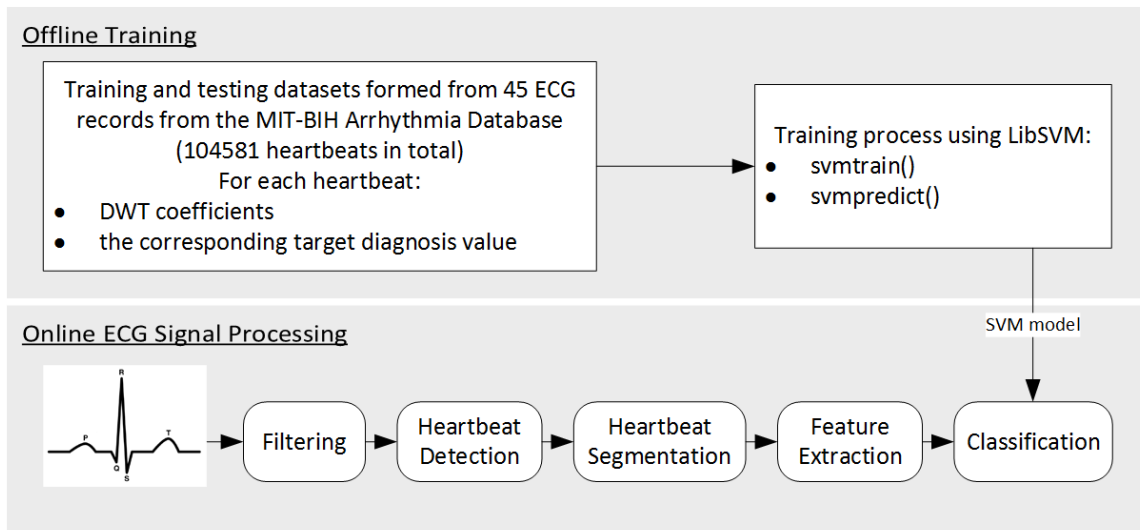 Offline Training
Training and testing datasets formed from 45 ECG
records from the MIT-BIH Arrhythmia Database
(104581 heartbeats in total)
For each heartbeat:
● DWT coefficients
● the corresponding target diagnosis value
Training process using LibSVM:
● svmtrain()
● svmpredict()
SVM model
Online ECG Signal Processing
R
P
T
Q
S
Filtering
Heartbeat
Detection
Heartbeat
Segmentation
Feature
Extraction
Classification